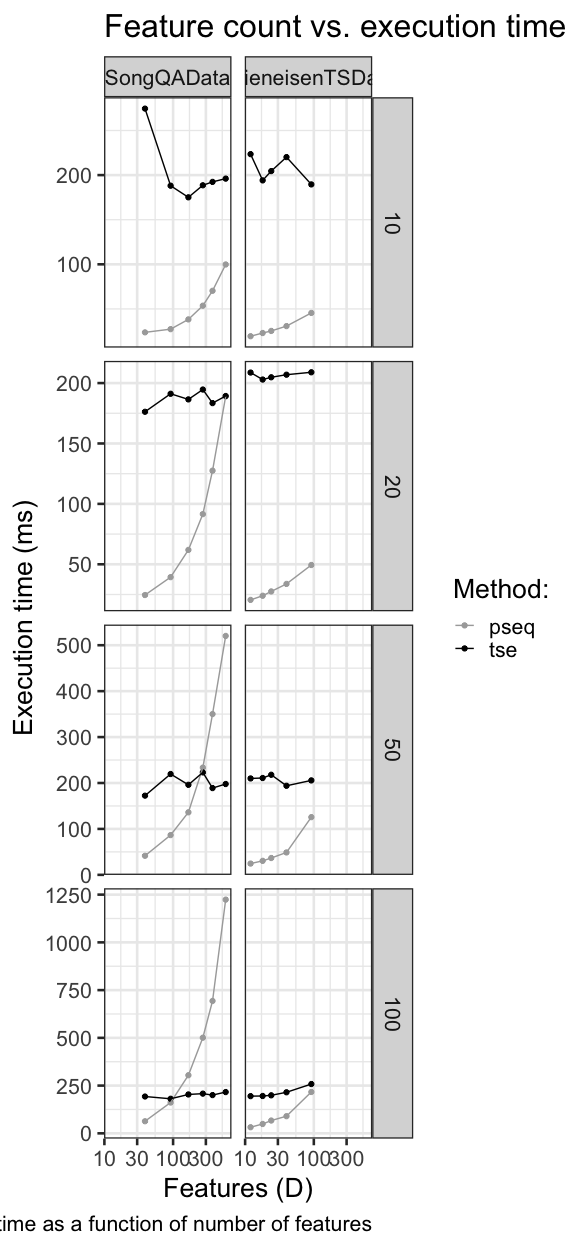 Feature count vs. execution time
SongQAData
ieneisenTSDa
200
100
10
200
150
100
50
20
500
400
300
200
100
0
50
1250
1000
750
500
250
0
100
10 30 100 300
10 30 100 300
Execution time (ms)
Features (D)
Method:
pseq
tse
time as a function of number of features